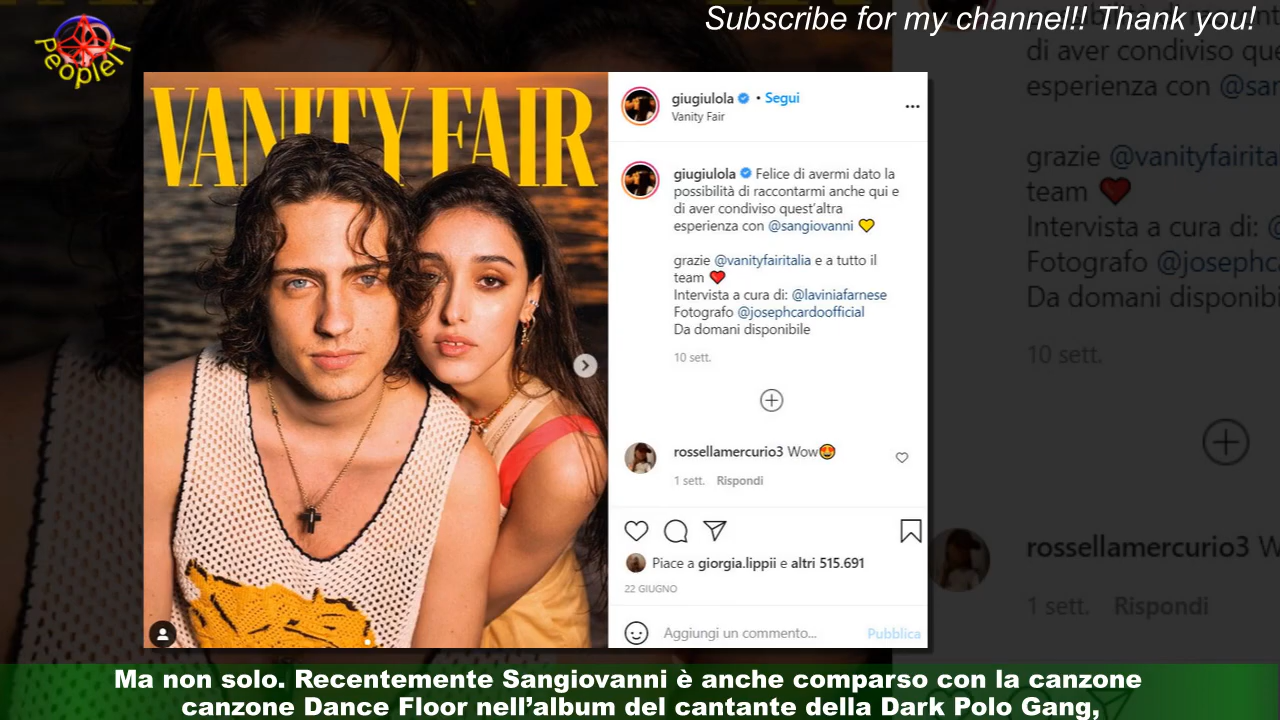 Subscribe for my channel!! Thank you!
PeopleT
VANITY FAIR
giugiulola • Segui
Vanity Fair
giugiulola Felice di avermi dato la
possibilità di raccontarmi anche qui e
di aver condiviso quest'altra
esperienza con @sangiovanni 💛
grazie @vanityfairitalia e a tutto il
team ❤️
Intervista a cura di: @laviniafarnese
Fotografo @josephcardoofficial
Da domani disponibile
10 sett.
rossellamercurio3 Wow🤩
1 sett. Rispondi
Piace a giorgia.lippii e altri 515.691
22 GIUGNO
Aggiungi un commento... Pubblica
di aver condiviso que
esperienza con @sar
grazie @vanityfairita
team ❤️
Intervista a cura di: @
Fotografo @josephc
Da domani disponib
10 sett.
rossellamercurio3 W
1 sett. Rispondi
Ma non solo. Recentemente Sangiovanni è anche comparso con la canzone
canzone Dance Floor nell'album del cantante della Dark Polo Gang,